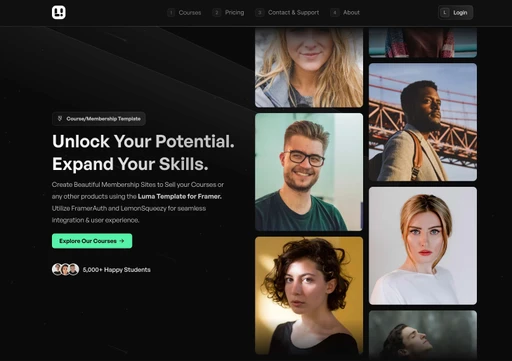 1 Courses 2 Pricing 3 Contact & Support 4 About L Login
Course/Membership Template
Unlock Your Potential.
Expand Your Skills.
Create Beautiful Membership Sites to Sell your Courses or
any other products using the Luma Template for Framer.
Utilize FramerAuth and LemonSqueezy for seamless
integration & user experience.
Explore Our Courses →
5,000+ Happy Students